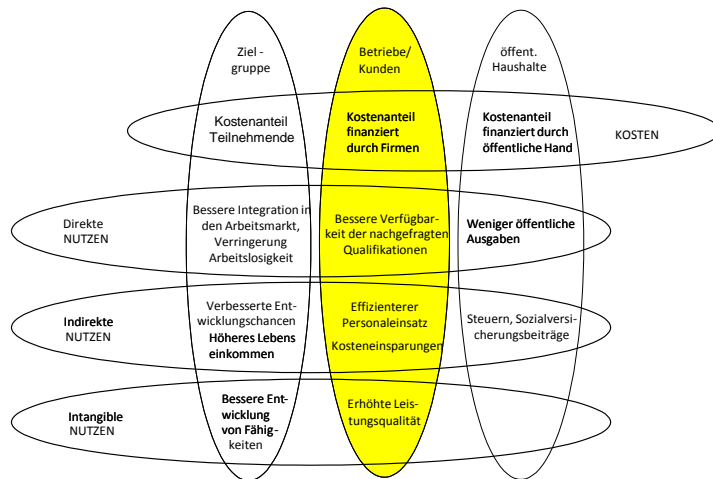 Ziel -
gruppe
Betriebe/
Kunden
öffent.
Haushalte
Kostenanteil
Teilnehmende
Kostenanteil
finanziert
durch Firmen
Kostenanteil
finanziert durch
öffentliche Hand
KOSTEN
Direkte
NUTZEN
Bessere Integration in
den Arbeitsmarkt,
Verringerung
Arbeitslosigkeit
Bessere Verfügbar-
keit der nachgefragten
Qualifikationen
Weniger öffentliche
Ausgaben
Indirekte
NUTZEN
Verbesserte Ent-
wicklungschancen
Höheres Lebens
einkommen
Effizienterer
Personaleinsatz
Kosteneinsparungen
Steuern, Sozialversi-
cherungsbeiträge
Intangible
NUTZEN
Bessere Ent-
wicklung
von Fähig-
keiten
Erhöhte Leis-
tungsqualität